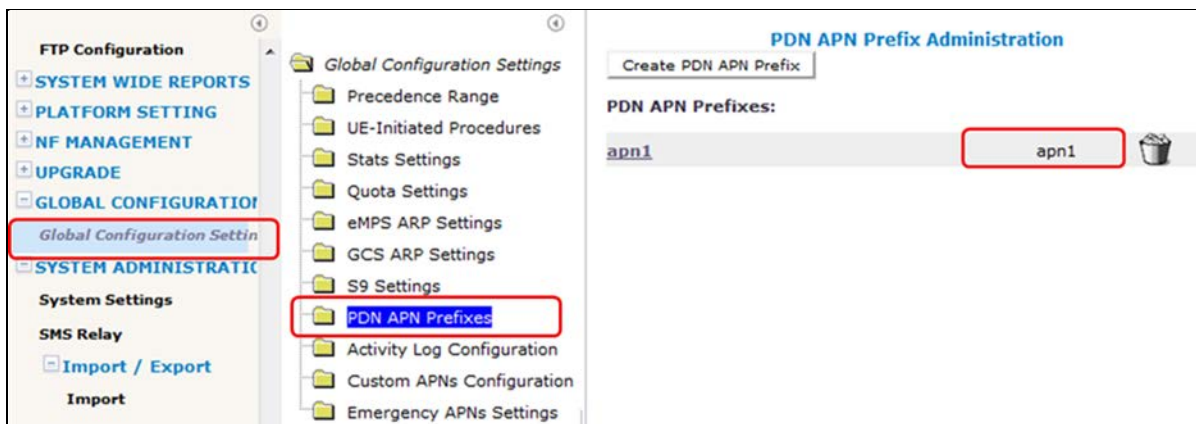 FTP Configuration
SYSTEM WIDE REPORTS
PLATFORM SETTING
NF MANAGEMENT
UPGRADE
GLOBAL CONFIGURATION
Global Configuration Settin
SYSTEM ADMINISTRATIO
System Settings
SMS Relay
Import / Export
Import
Global Configuration Settings
Precedence Range
UE-Initiated Procedures
Stats Settings
Quota Settings
eMPS ARP Settings
GCS ARP Settings
S9 Settings
PDN APN Prefixes
Activity Log Configuration
Custom APNs Configuration
Emergency APNs Settings
PDN APN Prefix Administration
Create PDN APN Prefix
PDN APN Prefixes:
apn1 apn1